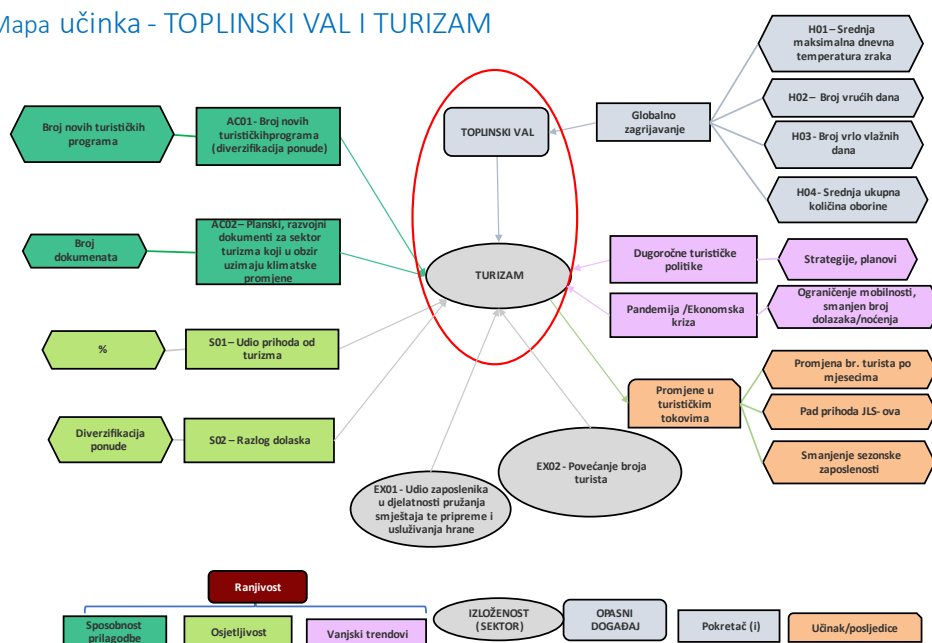 Mapa učinka - TOPLINSKI VAL I TURIZAM
H01– Srednja
maksimalna dnevna
temperatura zraka
H02 – Broj vrućih dana
H03 - Broj vrlo vlažnih
dana
H04 - Srednja ukupna
količina oborine
Globalno
zagrijavanje
TOPLINSKI VAL
Broj novih turističkih
programa
AC01 - Broj novih
turističkihprograma
(diverzifikacija ponude)
Broj
dokumenata
AC02 – Planski, razvojni
dokumenti za sektor
turizma koji u obzir
uzimaju klimatske
promjene
TURIZAM
Dugoročne turističke
politike
Strategije, planovi
Pandemija /Ekonomska
kriza
Ograničenje mobilnosti,
smanjen broj
dolazaka/noćenja
%
S01 – Udio prihoda od
turizma
Diverzifikacija
ponude
S02 – Razlog dolaska
Promjene u
turističkim
tokovima
Promjena br. turista po
mjesecima
Pad prihoda JLS- ova
Smanjenje sezonske
zaposlenosti
EX01 - Udio zaposlenika
u djelatnosti pružanja
smještaja te pripreme i
usluživanja hrane
EX02 - Povećanje broja
turista
Ranjivost
Sposobnost
prilagodbe
Osjetljivost
Vanjski trendovi
IZLOŽENOST
(SEKTOR)
OPASNI
DOGAĐAJ
Pokretač (i)
Učinak/posljedice